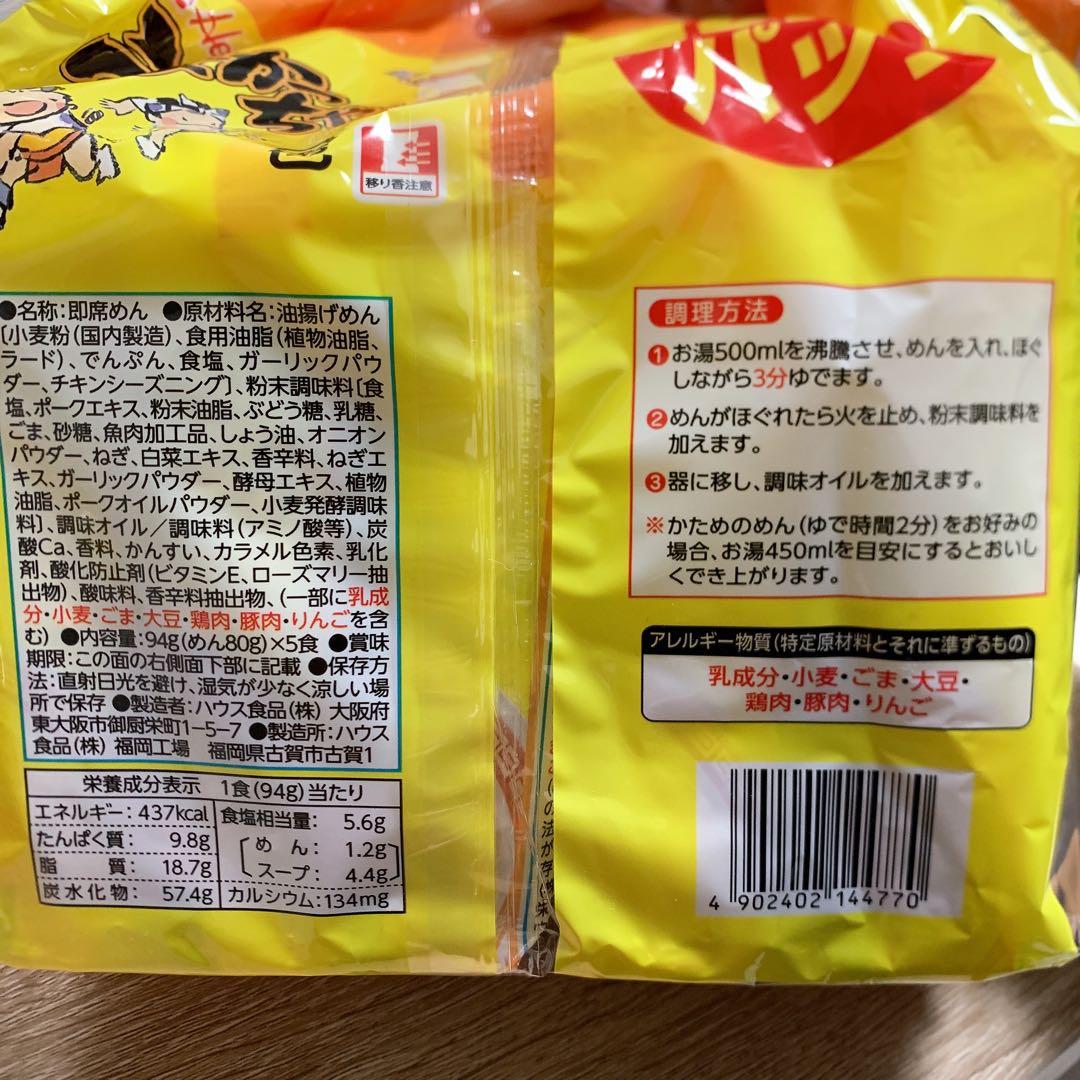 移り香注意
●名称：即席めん ●原材料名：油揚げめん
〔小麦粉（国内製造）、食用油脂（植物油脂、
ラード）、でんぷん、食塩、ガーリックパウ
ダー、チキンシーズニング〕、粉末調味料〔食
塩、ポークエキス、粉末油脂、ぶどう糖、乳糖、
ごま、砂糖、魚肉加工品、しょう油、オニオン
パウダー、ねぎ、白菜エキス、香辛料、ねぎエ
キス、ガーリックパウダー、酵母エキス、植物
油脂、ポークオイルパウダー、小麦発酵調味
料〕、調味オイル／調味料（アミノ酸等）、炭
酸Ca、香料、かんすい、カラメル色素、乳化
剤、酸化防止剤（ビタミンE、ローズマリー抽
出物）、酸味料、香辛料抽出物、（一部に乳成
分・小麦・ごま・大豆・鶏肉・豚肉・りんごを含
む） ●内容量：94g（めん80g）×5食 ●賞味
期限：この面の右側面下部に記載 ●保存方
法：直射日光を避け、湿気が少なく涼しい場
所で保存 ●製造者：ハウス食品（株） 大阪府
東大阪市御厨栄町1-5-7 ●製造所：ハウス
食品（株） 福岡工場 福岡県古賀市古賀1
栄養成分表示 1食（94g）当たり
エネルギー：437kcal
たんぱく質： 9.8g
脂 質： 18.7g
炭水化物： 57.4g
食塩相当量： 5.6g
めん： 1.2g
スープ： 4.4g
カルシウム：134mg
調理方法
❶お湯500mlを沸騰させ、めんを入れ、ほぐ
しながら3分ゆでます。
❷めんがほぐれたら火を止め、粉末調味料を
加えます。
❸器に移し、調味オイルを加えます。
※かためのめん（ゆで時間2分）をお好みの
場合、お湯450mlを目安にするとおいし
くでき上がります。
アレルギー物質（特定原材料とそれに準ずるもの）
乳成分・小麦・ごま・大豆・
鶏肉・豚肉・りんご
4 902402 144770